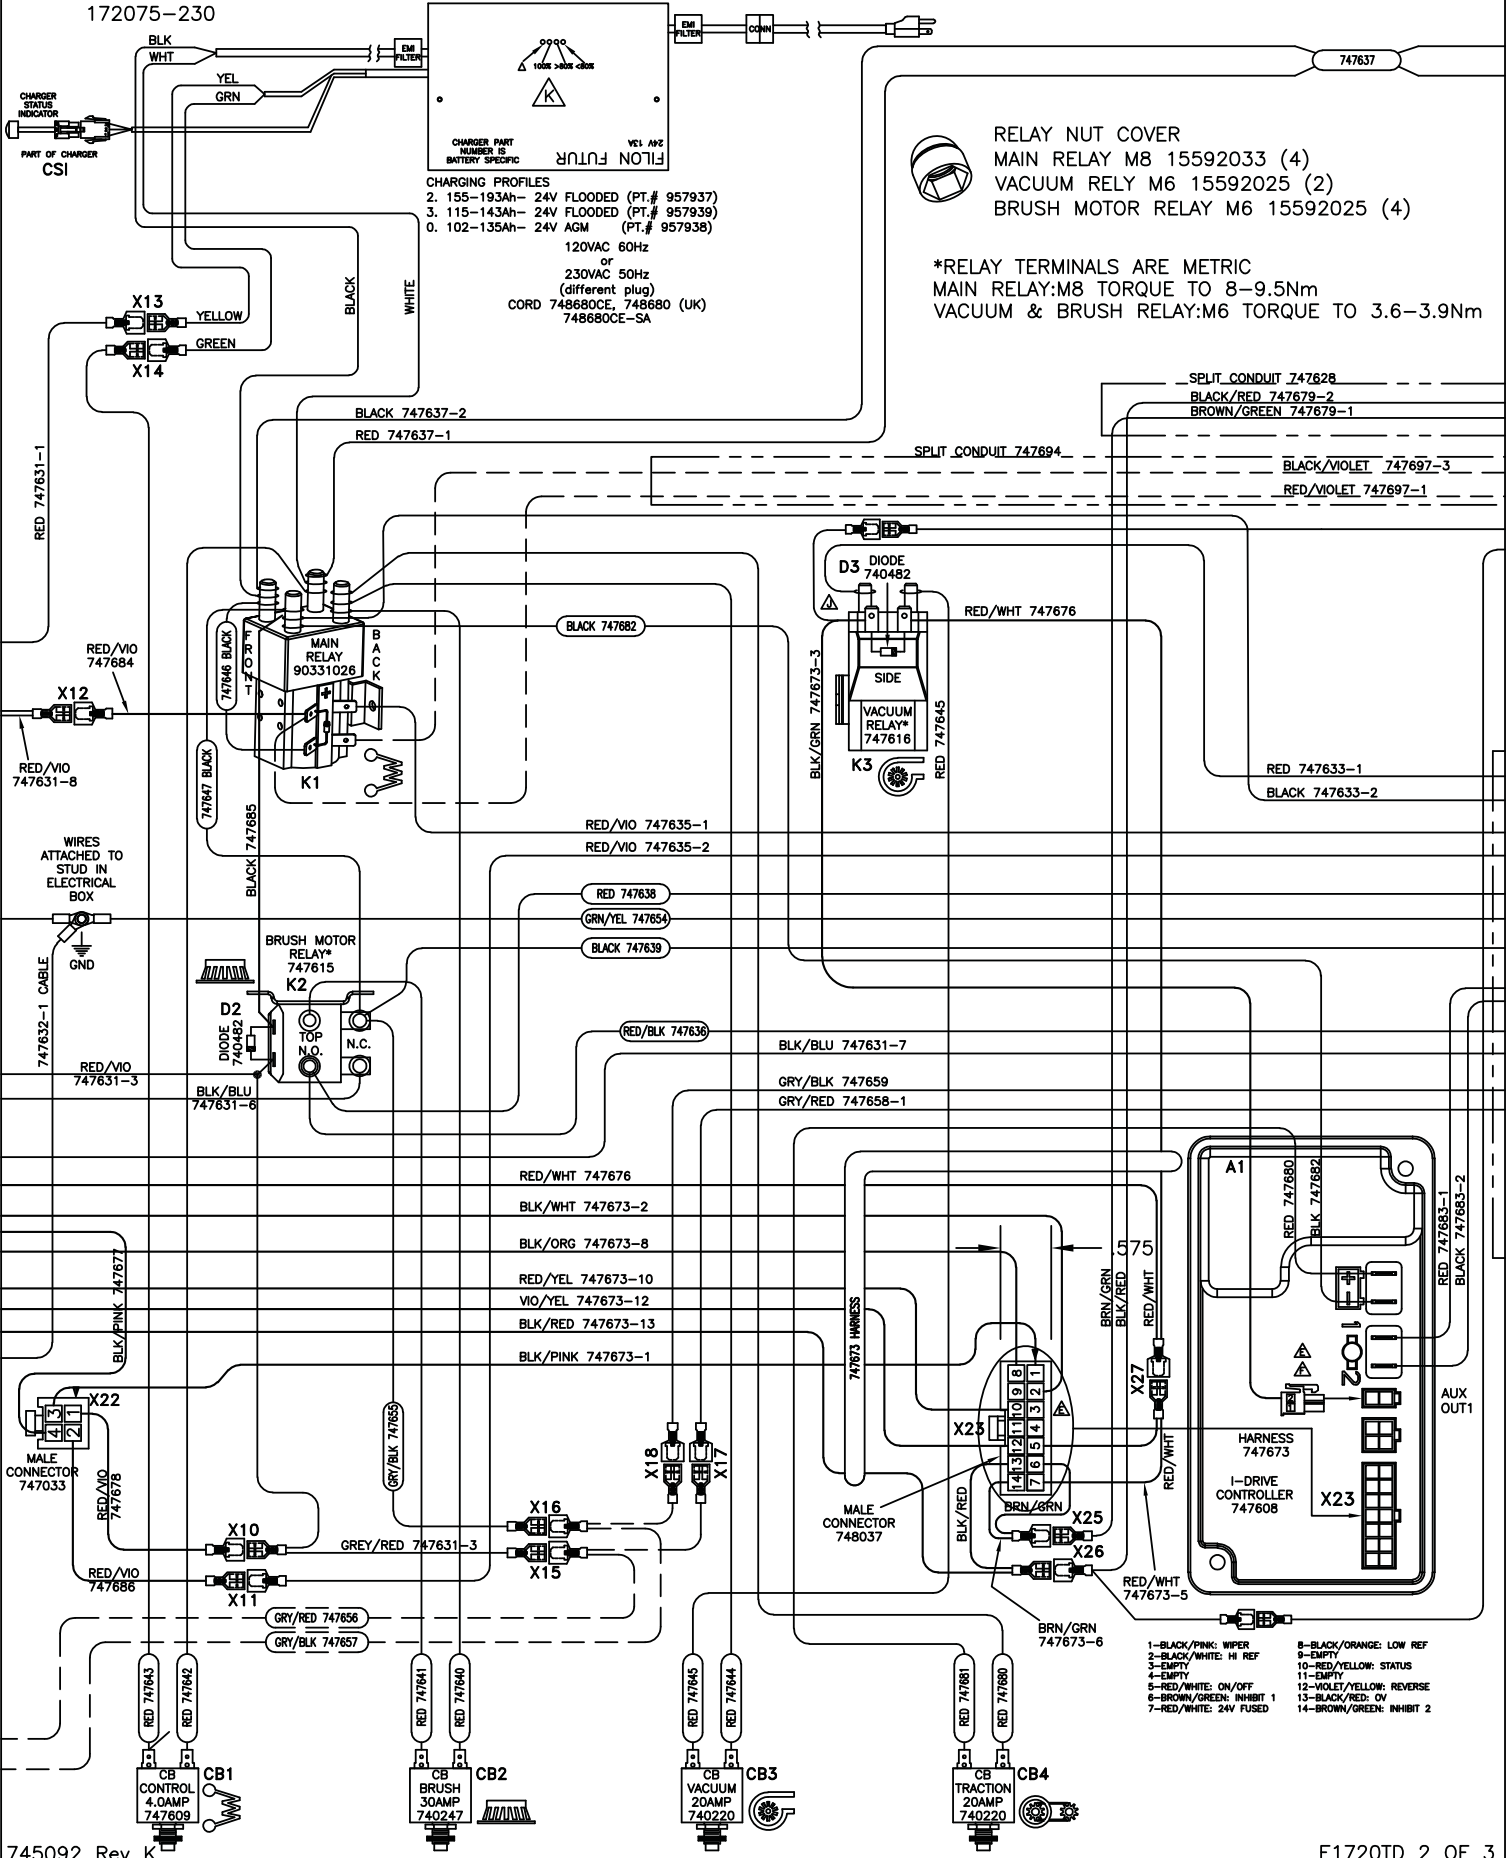 172075-230
BLK
WHT
YEL
GRN
EMI
FILTER
100% >80% <80%
K
EMI
FILTER
CONN
747637
CHARGER
STATUS
INDICATOR
PART OF CHARGER
CSI
CHARGER PART
NUMBER IS
BATTERY SPECIFIC
FILON
FUTUR
24V 13A
CHARGING PROFILES
2. 155-193Ah- 24V FLOODED (PT.# 957937)
3. 115-143Ah- 24V FLOODED (PT.# 957939)
0. 102-135Ah- 24V AGM (PT.# 957938)
120VAC 60Hz
or
230VAC 50Hz
(different plug)
CORD 748680CE, 748680 (UK)
748680CE-SA
RELAY NUT COVER
MAIN RELAY M8 15592033 (4)
VACUUM RELY M6 15592025 (2)
BRUSH MOTOR RELAY M6 15592025 (4)
*RELAY TERMINALS ARE METRIC
MAIN RELAY:M8 TORQUE TO 8-9.5Nm
VACUUM & BRUSH RELAY:M6 TORQUE TO 3.6-3.9Nm
BLACK
WHITE
X13
YELLOW
GREEN
X14
SPLIT CONDUIT 747628
BLACK/RED 747679-2
BROWN/GREEN 747679-1
BLACK 747637-2
RED 747637-1
SPLIT CONDUIT 747694
BLACK/VIOLET 747697-3
RED/VIOLET 747697-1
RED 747631-1
D3
DIODE
740482
J
RED/WHT 747676
BLACK 747682
747646 BLACK
FRONT
BACK
MAIN
RELAY
90331026
+
K1
RED/VIO
747684
X12
RED/VIO
747631-8
SIDE
VACUUM
RELAY*
747616
K3
BLK/GRN 747673-3
RED 747645
RED 747633-1
BLACK 747633-2
747647 BLACK
BLACK 747685
RED/VIO 747635-1
RED/VIO 747635-2
WIRES
ATTACHED TO
STUD IN
ELECTRICAL
BOX
GND
747632-1 CABLE
RED 747638
GRN/YEL 747654
BLACK 747639
BRUSH MOTOR
RELAY*
747615
K2
D2
DIODE
740482
TOP
N.O.
N.C.
RED/BLK 747636
BLK/BLU 747631-7
RED/VIO
747631-3
BLK/BLU
747631-6
GRY/BLK 747659
GRY/RED 747658-1
RED/WHT 747676
BLK/WHT 747673-2
BLK/ORG 747673-8
RED/YEL 747673-10
VIO/YEL 747673-12
BLK/RED 747673-13
BLK/PINK 747673-1
BLK/PINK 747677
747673 HARNESS
.575
BRN/GRN
BLK/RED
RED/WHT
A1
RED 747680
BLK 747682
RED 747683-1
BLACK 747683-2
+
-
1
2
E
F
AUX
OUT1
HARNESS
747673
I-DRIVE
CONTROLLER
747608
X23
X22
3 1
4 2
MALE
CONNECTOR
747033
RED/VIO
747678
GRY/BLK 747655
X18
X17
X23
8 1
9 2
10 3
11 4
12 5
13 6
14 7
E
X27
RED/WHT
MALE
CONNECTOR
748037
BLK/RED
BRN/GRN
X25
X26
X10
GREY/RED 747631-3
X16
X15
RED/VIO
747686
X11
RED/WHT
747673-5
BRN/GRN
747673-6
GRY/RED 747656
GRY/BLK 747657
1-BLACK/PINK: WIPER
2-BLACK/WHITE: HI REF
3-EMPTY
4-EMPTY
5-RED/WHITE: ON/OFF
6-BROWN/GREEN: INHIBIT 1
7-RED/WHITE: 24V FUSED
8-BLACK/ORANGE: LOW REF
9-EMPTY
10-RED/YELLOW: STATUS
11-EMPTY
12-VIOLET/YELLOW: REVERSE
13-BLACK/RED: 0V
14-BROWN/GREEN: INHIBIT 2
RED 747643
RED 747642
RED 747641
RED 747640
RED 747645
RED 747644
RED 747681
RED 747680
CB
CONTROL
4.0AMP
747609
CB1
CB
BRUSH
30AMP
740247
CB2
CB
VACUUM
20AMP
740220
CB3
CB
TRACTION
20AMP
740220
CB4
745092 Rev K
E1720TD 2 OF 3